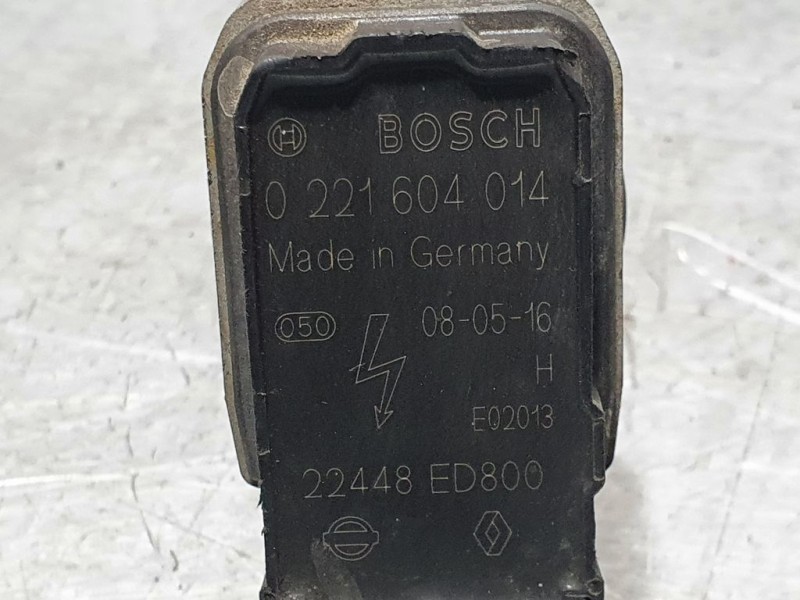 BOSCH
0 221 604 014
Made in Germany
050 08-05-16
H
E02013
22448 ED800